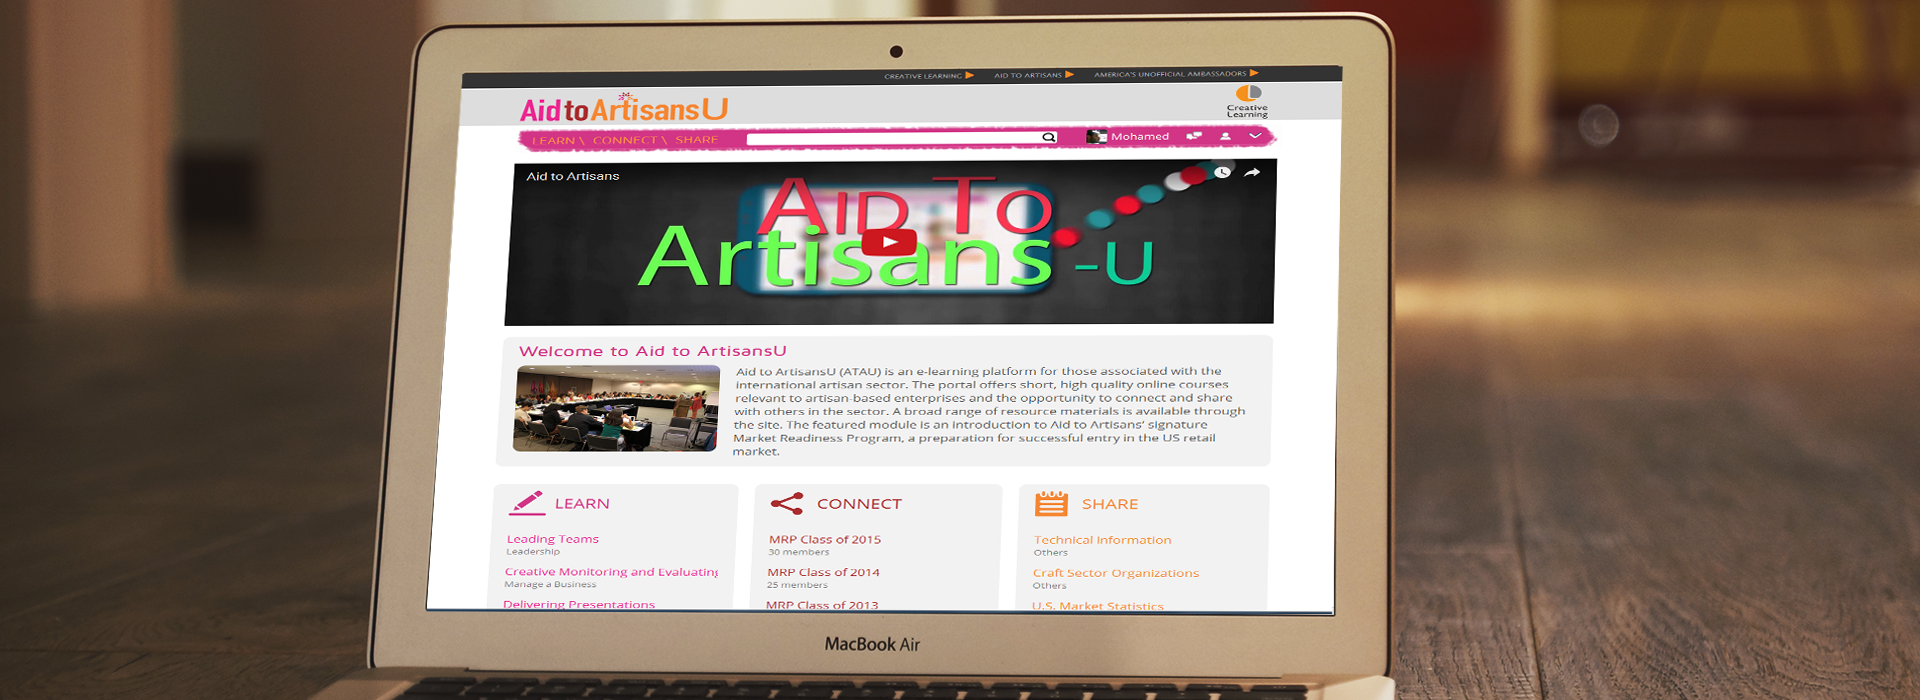 CREATIVE LEARNING AID TO ARTISANS AMERICA'S UNOFFICIAL AMBASSADORS
Aid to ArtisansU
Creative
Learning
LEARN \ CONNECT \ SHARE
Mohamed
Aid to Artisans
AID TO
Artisans -U
Welcome to Aid to ArtisansU
Aid to ArtisansU (ATAU) is an e-learning platform for those associated with the
international artisan sector. The portal offers short, high quality online courses
relevant to artisan-based enterprises and the opportunity to connect and share
with others in the sector. A broad range of resource materials is available through
the site. The featured module is an introduction to Aid to Artisans' signature
Market Readiness Program, a preparation for successful entry in the US retail
market.
LEARN
Leading Teams
Leadership
Creative Monitoring and Evaluating
Manage a Business
Delivering Presentations
CONNECT
MRP Class of 2015
30 members
MRP Class of 2014
25 members
MRP Class of 2013
SHARE
Technical Information
Others
Craft Sector Organizations
Others
U.S. Market Statistics
MacBook Air